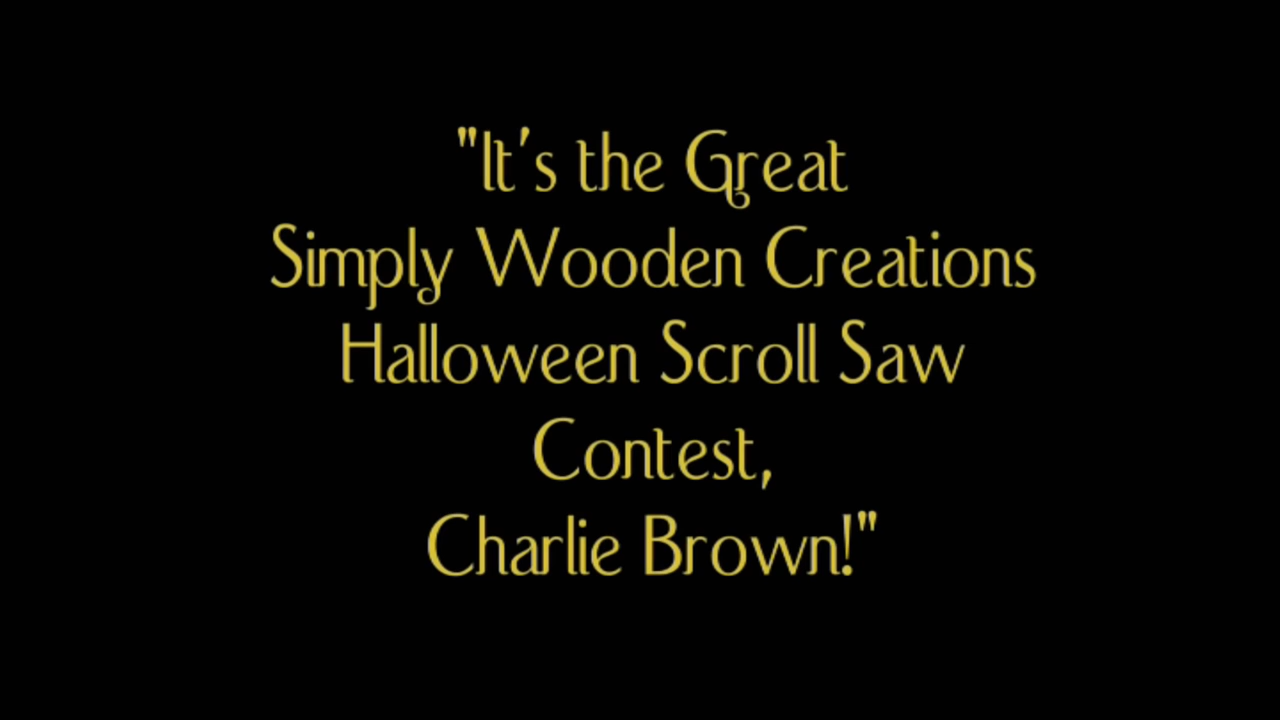 "It's the Great
Simply Wooden Creations
Halloween Scroll Saw
Contest,
Charlie Brown!"